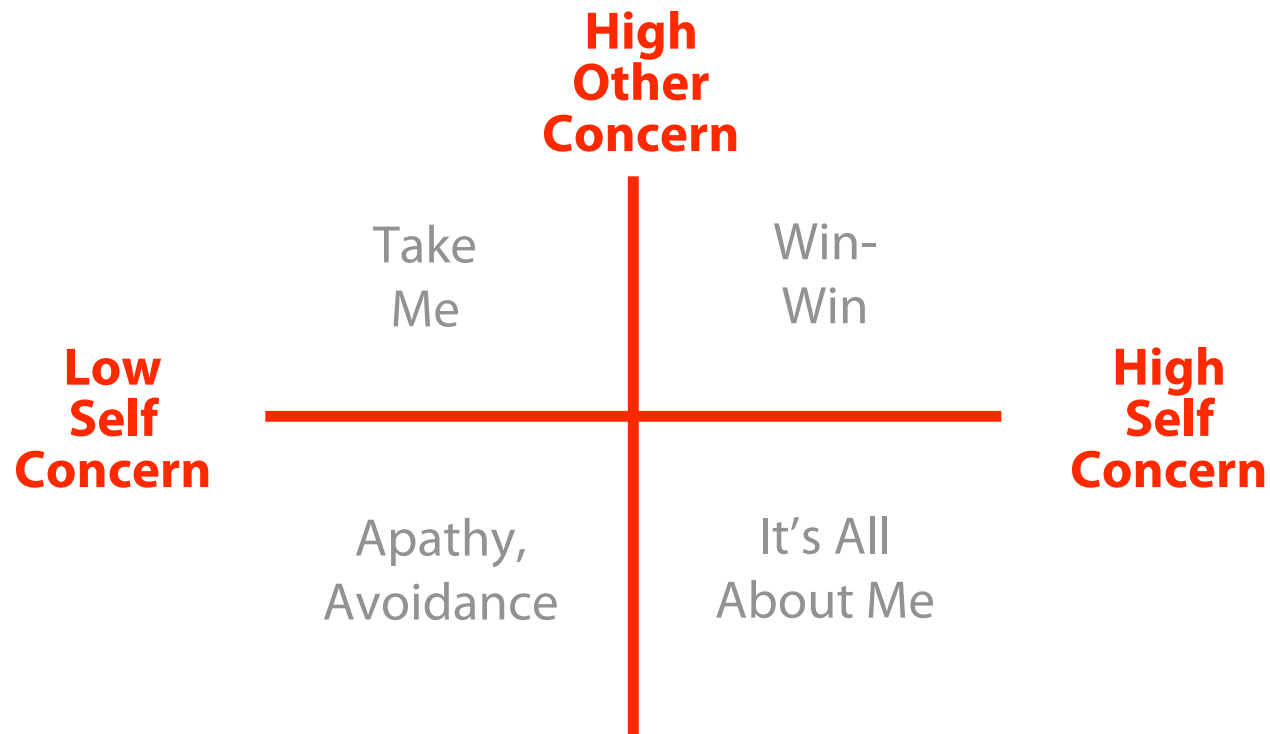 High
Other
Concern
Take
Me
Win-
Win
Low
Self
Concern
High
Self
Concern
Apathy,
Avoidance
It’s All
About Me